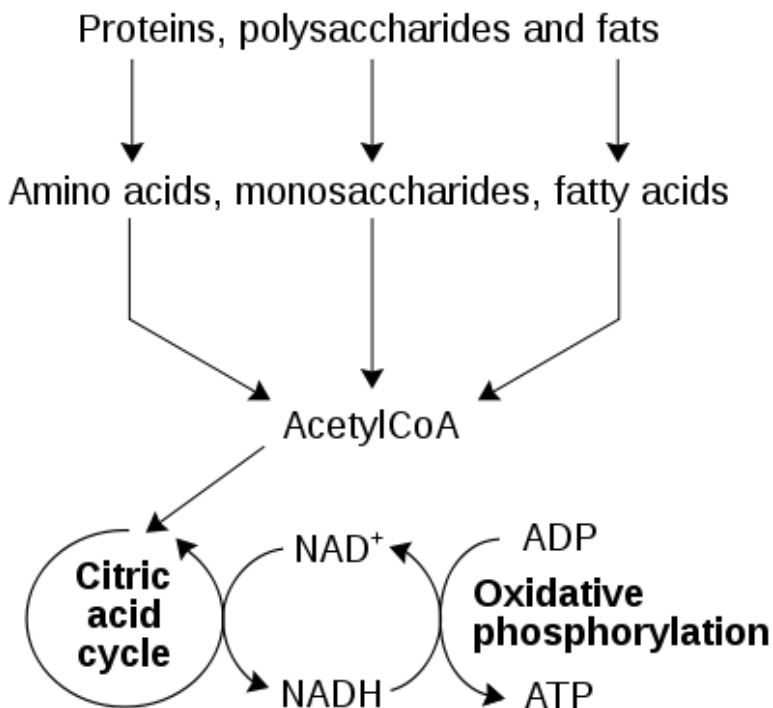 Proteins, polysaccharides and fats
Amino acids, monosaccharides, fatty acids
AcetylCoA
Citric
acid
cycle
NAD⁺
NADH
ADP
Oxidative
phosphorylation
ATP